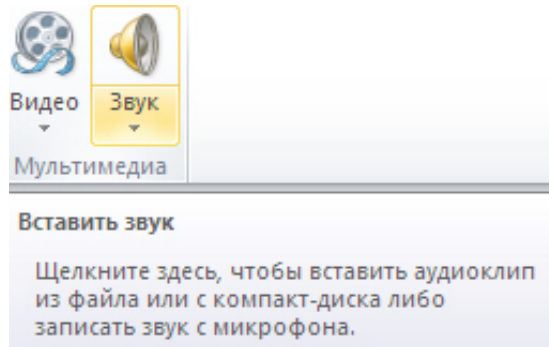 Видео Звук
Мультимедиа
Вставить звук
Щелкните здесь, чтобы вставить аудиоклип
из файла или с компакт-диска либо
записать звук с микрофона.